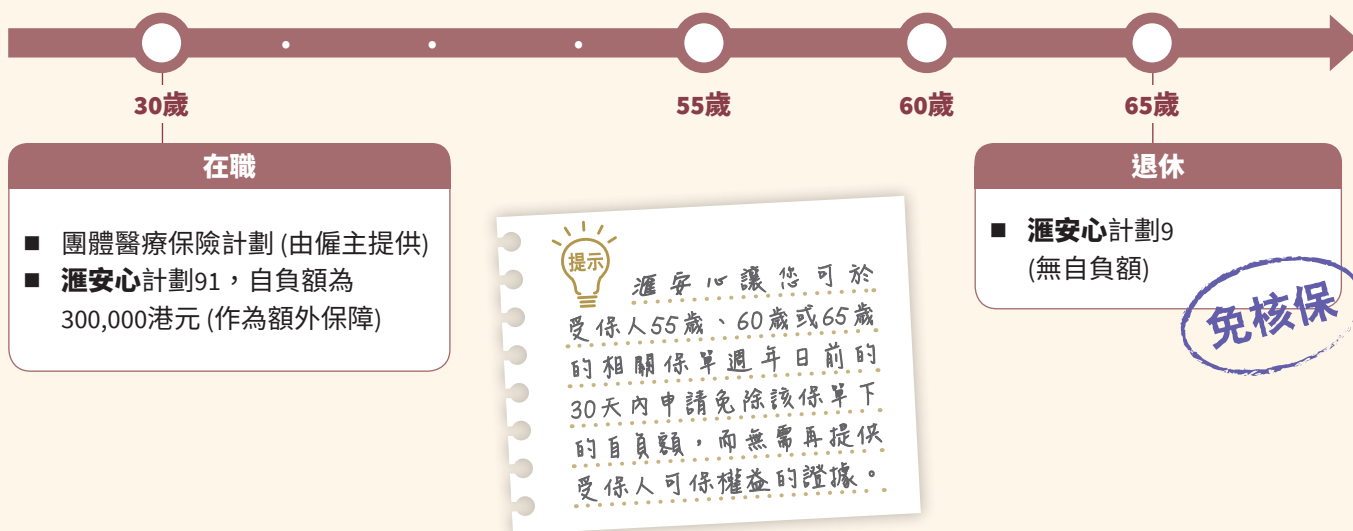 30歲
55歲
60歲
65歲
在職
■ 團體醫療保險計劃 (由僱主提供)
■ 滙安心計劃91，自負額為
300,000港元 (作為額外保障)
提示
滙安心讓您可於
受保人55歲、60歲或65歲
的相關保單週年日前的
30天內申請免除該保單下
的自負額，而無需再提供
受保人可保權益的證據。
退休
■ 滙安心計劃9
(無自負額)
免核保